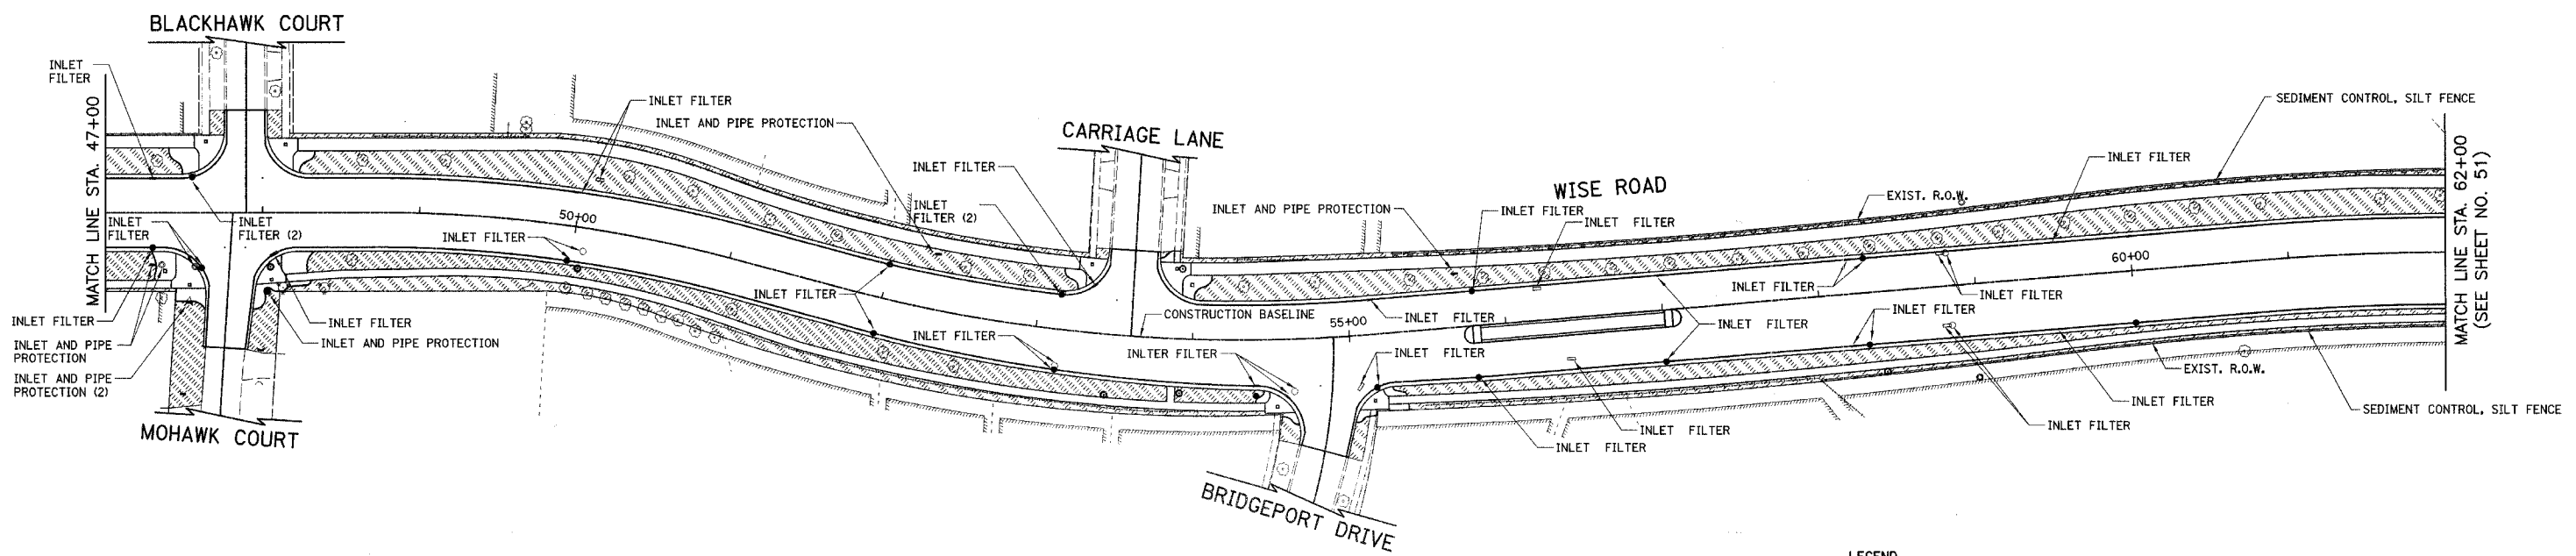 BLACKHAWK COURT
INLET
FILTER
MATCH LINE STA. 47+00
INLET FILTER
INLET AND PIPE PROTECTION
CARRIAGE LANE
INLET FILTER
INLET
FILTER (2)
WISE ROAD
SEDIMENT CONTROL, SILT FENCE
INLET FILTER
EXIST. R.O.W.
INLET AND PIPE PROTECTION
INLET FILTER
INLET FILTER
MATCH LINE STA. 62+00
(SEE SHEET NO. 51)
INLET
FILTER
INLET
FILTER (2)
INLET FILTER
50+00
INLET FILTER
60+00
INLET FILTER
INLET FILTER
CONSTRUCTION BASELINE
55+00
INLET FILTER
INLET FILTER
INLET FILTER
INLET FILTER
INLET FILTER
INLET AND PIPE
PROTECTION
INLET AND PIPE PROTECTION
INLET FILTER
INLTER FILTER
INLET FILTER
EXIST. R.O.W.
INLET AND PIPE
PROTECTION (2)
INLET FILTER
SEDIMENT CONTROL, SILT FENCE
INLET FILTER
INLET FILTER
INLET FILTER
MOHAWK COURT
BRIDGEPORT DRIVE
LEGEND